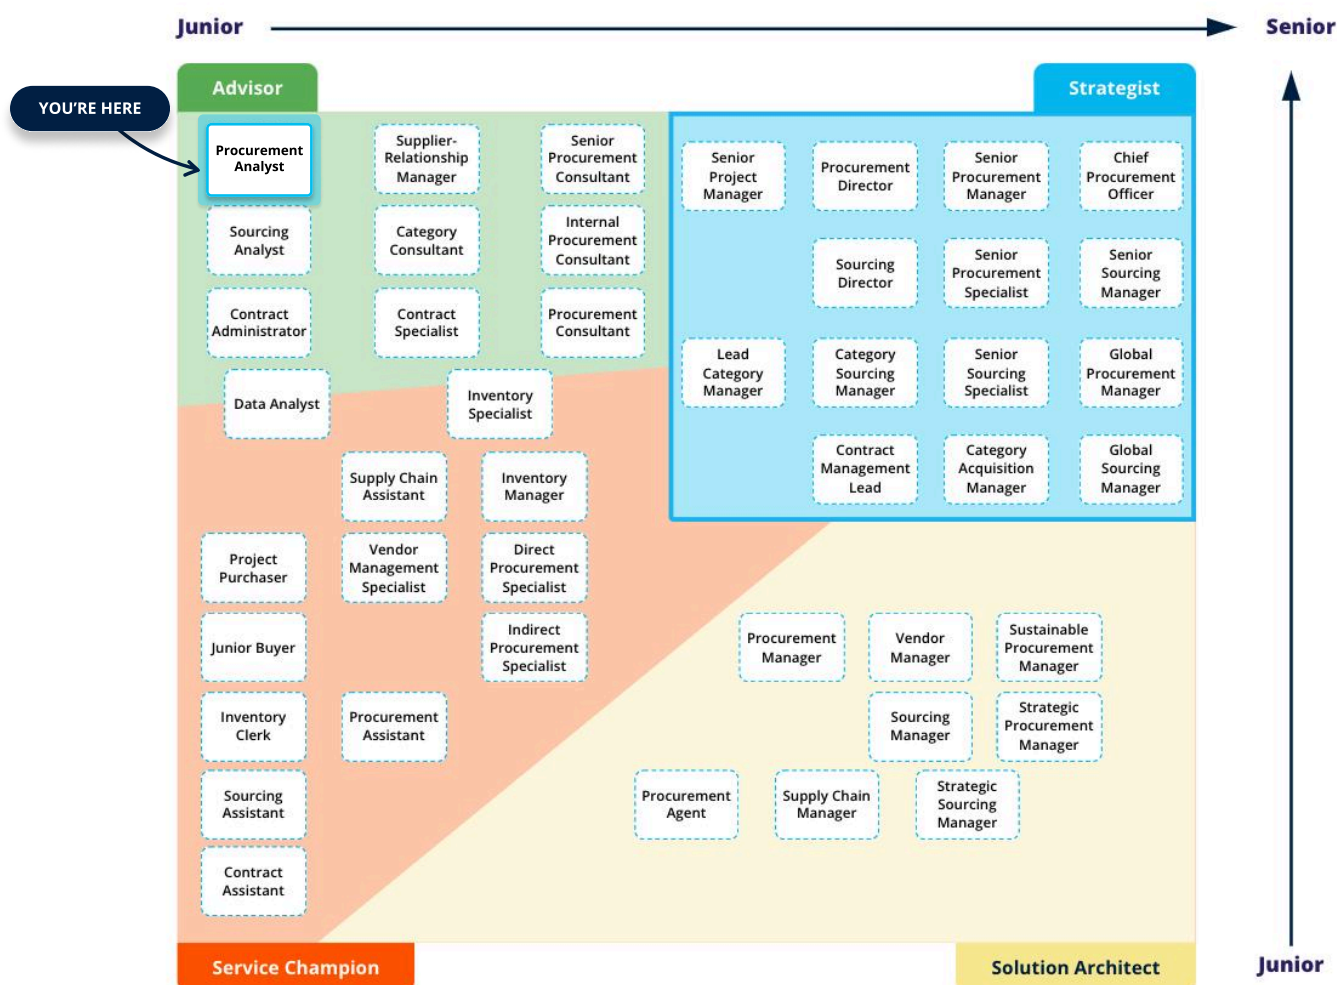 Junior
Senior
Advisor
Strategist
YOU'RE HERE
Procurement
Analyst
Supplier-
Relationship
Manager
Senior
Procurement
Consultant
Senior
Project
Manager
Procurement
Director
Senior
Procurement
Manager
Chief
Procurement
Officer
Sourcing
Analyst
Category
Consultant
Internal
Procurement
Consultant
Sourcing
Director
Senior
Procurement
Specialist
Senior
Sourcing
Manager
Contract
Administrator
Contract
Specialist
Procurement
Consultant
Lead
Category
Manager
Category
Sourcing
Manager
Senior
Sourcing
Specialist
Global
Procurement
Manager
Data Analyst
Inventory
Specialist
Contract
Management
Lead
Category
Acquisition
Manager
Global
Sourcing
Manager
Supply Chain
Assistant
Inventory
Manager
Project
Purchaser
Vendor
Management
Specialist
Direct
Procurement
Specialist
Junior Buyer
Indirect
Procurement
Specialist
Procurement
Manager
Vendor
Manager
Sustainable
Procurement
Manager
Inventory
Clerk
Procurement
Assistant
Sourcing
Manager
Strategic
Procurement
Manager
Sourcing
Assistant
Procurement
Agent
Supply Chain
Manager
Strategic
Sourcing
Manager
Contract
Assistant
Service Champion
Solution Architect
Junior